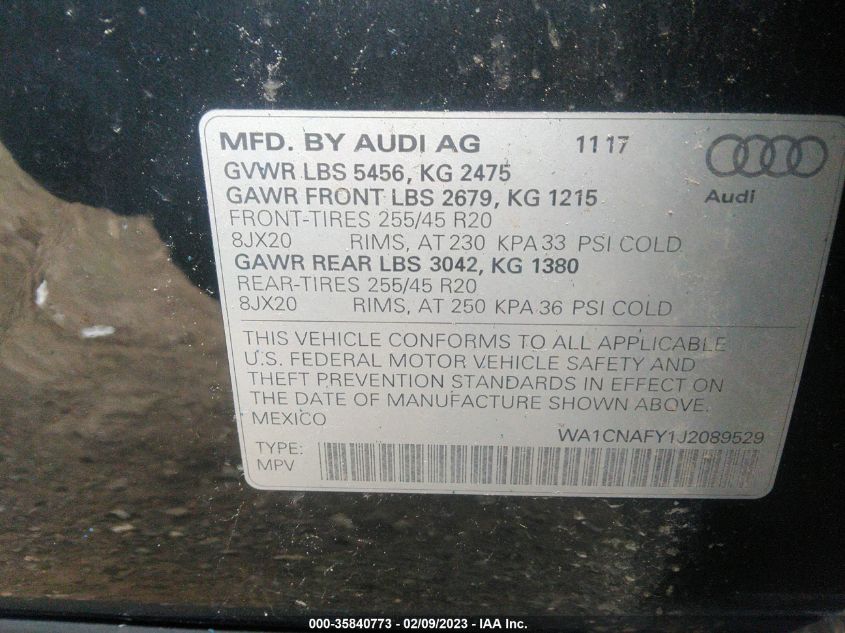 MFD. BY AUDI AG 11 17
GVWR LBS 5456, KG 2475
GAWR FRONT LBS 2679, KG 1215
Audi
FRONT-TIRES 255/45 R20
8JX20 RIMS, AT 230 KPA 33 PSI COLD
GAWR REAR LBS 3042, KG 1380
REAR-TIRES 255/45 R20
8JX20 RIMS, AT 250 KPA 36 PSI COLD
THIS VEHICLE CONFORMS TO ALL APPLICABLE
U.S. FEDERAL MOTOR VEHICLE SAFETY AND
THEFT PREVENTION STANDARDS IN EFFECT ON
THE DATE OF MANUFACTURE SHOWN ABOVE.
MEXICO
WA1CNAFY1J2089529
TYPE:
MPV
000-35840773 - 02/09/2023 - IAA Inc.